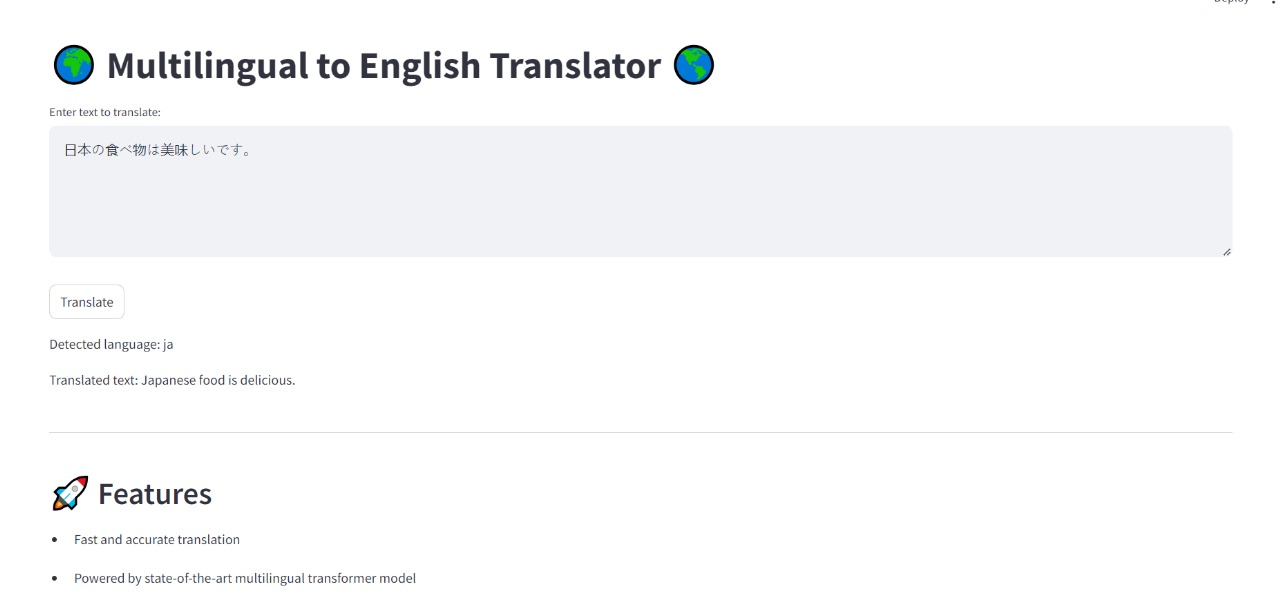 Deploy
Multilingual to English Translator
Enter text to translate:
日本の食べ物は美味しいです。
Translate
Detected language: ja
Translated text: Japanese food is delicious.
Features
• Fast and accurate translation
• Powered by state-of-the-art multilingual transformer model